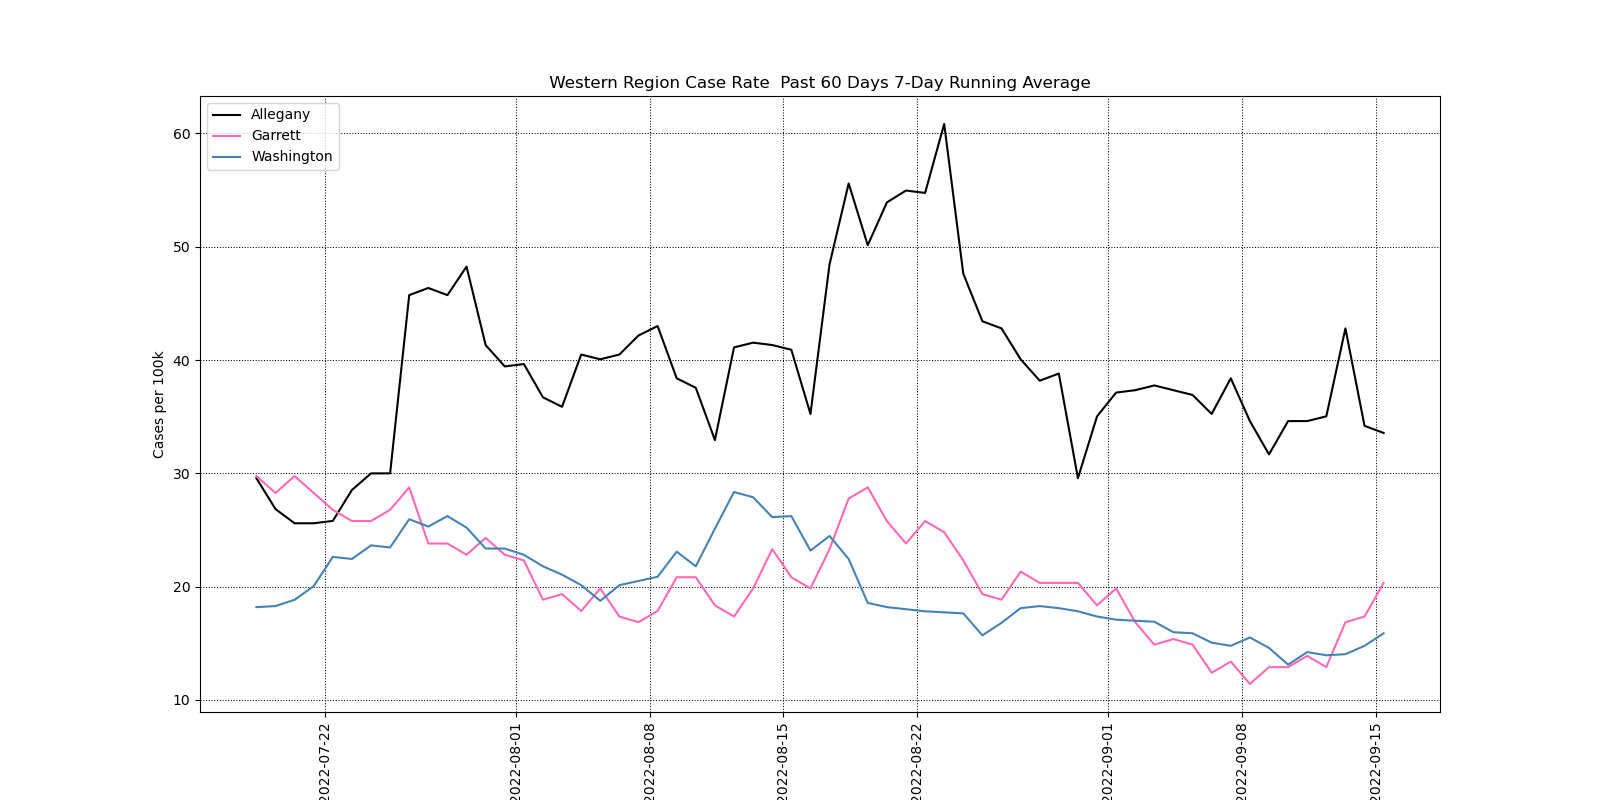 Western Region Case Rate  Past 60 Days 7-Day Running Average
Allegany
Garrett
Washington
Cases per 100k
60
50
40
30
20
10
2022-07-22
2022-08-01
2022-08-08
2022-08-15
2022-08-22
2022-09-01
2022-09-08
2022-09-15